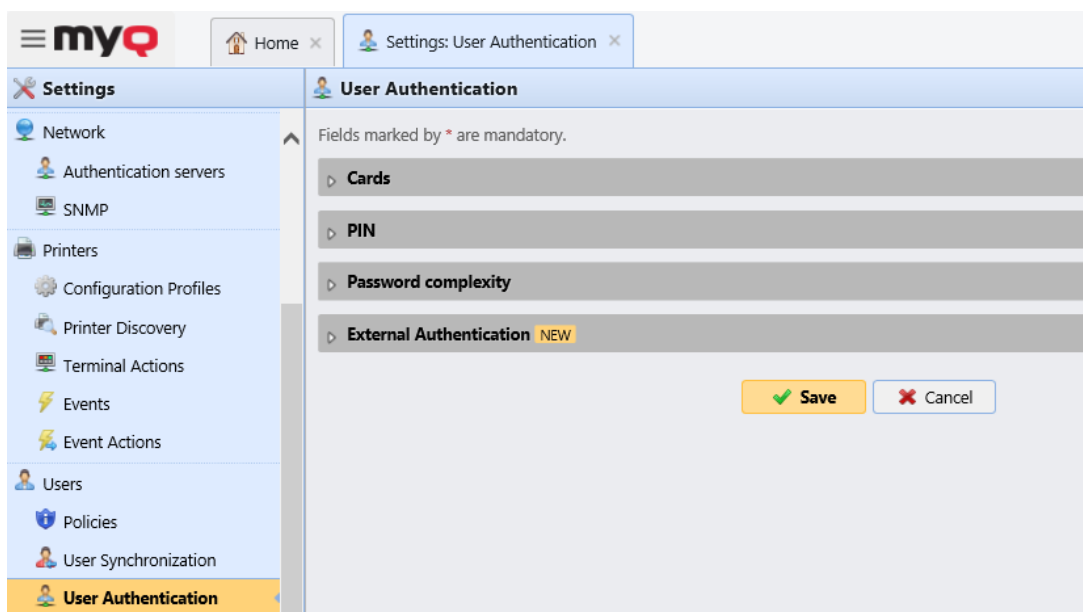 myQ
Home
Settings: User Authentication
Settings
User Authentication
Network
Authentication servers
SNMP
Printers
Configuration Profiles
Printer Discovery
Terminal Actions
Events
Event Actions
Users
Policies
User Synchronization
User Authentication
Fields marked by * are mandatory.
Cards
PIN
Password complexity
External Authentication NEW
Save
Cancel